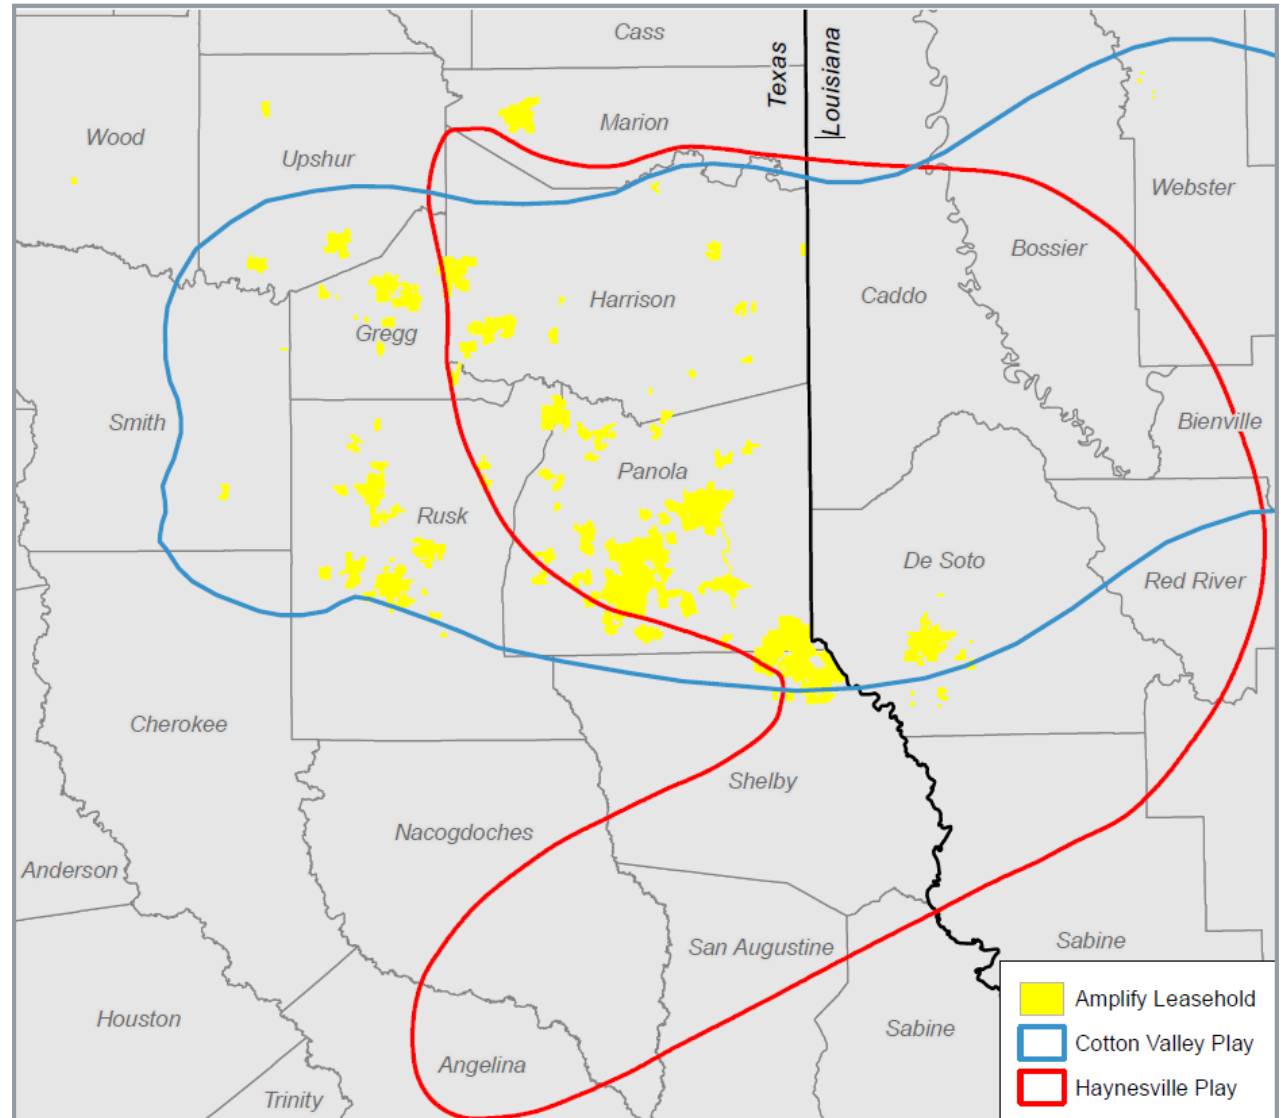 Cass
Texas
Louisiana
Wood
Marion
Upshur
Webster
Bossier
Harrison
Caddo
Gregg
Smith
Bienville
Panola
Rusk
De Soto
Red River
Cherokee
Shelby
Nacogdoches
Anderson
San Augustine
Sabine
Houston
Sabine
Angelina
Trinity
Amplify Leasehold
Cotton Valley Play
Haynesville Play